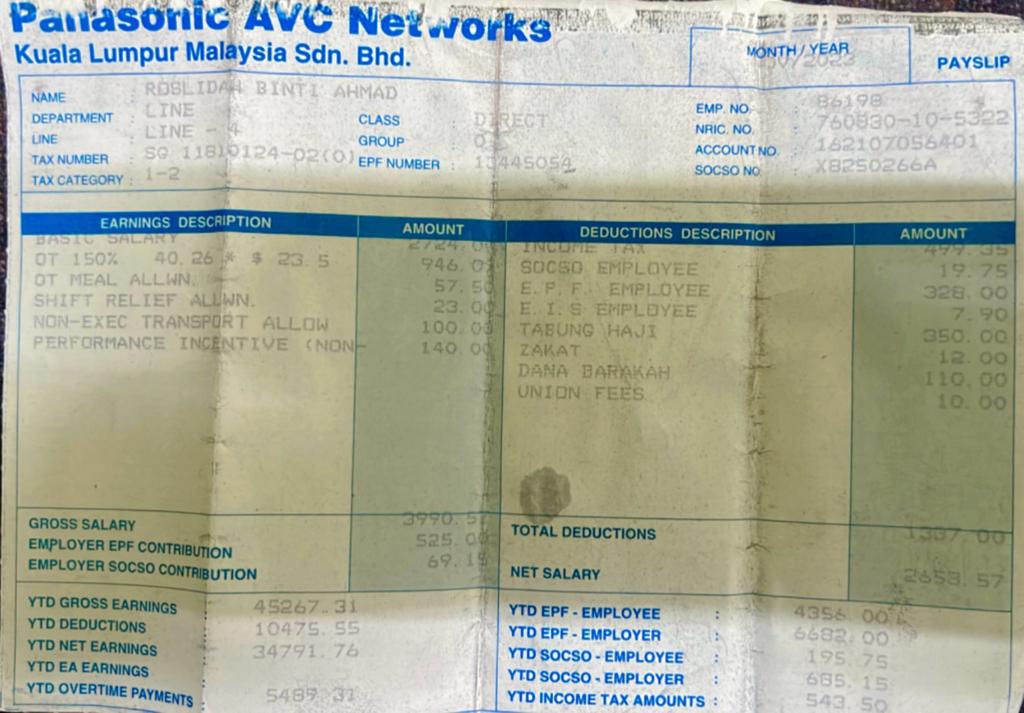 Panasonic AVC Networks
Kuala Lumpur Malaysia Sdn. Bhd.
MONTH / YEAR
/2023
PAYSLIP
NAME : ROSLIDAH BINTI AHMAD
DEPARTMENT : LINE
LINE : LINE - 4
TAX NUMBER : SG 11810124-02(0)
TAX CATEGORY : 1-2
CLASS : DIRECT
GROUP :
EPF NUMBER : 13445054
EMP. NO. : 86198
NRIC. NO. : 760830-10-5322
ACCOUNT NO. : 162107056401
SOCSO NO. : XB250266A
EARNINGS DESCRIPTION AMOUNT
BASIC SALARY
OT 150% 40.26 * $ 23.5 946.0
OT MEAL ALLWN. 57.50
SHIFT RELIEF ALLWN. 23.00
NON-EXEC TRANSPORT ALLOW 100.00
PERFORMANCE INCENTIVE (NON- 140.00
DEDUCTIONS DESCRIPTION AMOUNT
INCOME TAX 499.35
SOCSO EMPLOYEE 19.75
E.P.F. EMPLOYEE 328.00
E.I.S EMPLOYEE 7.90
TABUNG HAJI 350.00
ZAKAT 12.00
DANA BARAKAH 110.00
UNION FEES 10.00
GROSS SALARY 3990.57
EMPLOYER EPF CONTRIBUTION 525.00
EMPLOYER SOCSO CONTRIBUTION 69.15
TOTAL DEDUCTIONS 1337.00
NET SALARY 2653.57
YTD GROSS EARNINGS : 45267.31
YTD DEDUCTIONS : 10475.55
YTD NET EARNINGS : 34791.76
YTD EA EARNINGS :
YTD OVERTIME PAYMENTS : 5489.31
YTD EPF - EMPLOYEE : 4356.00
YTD EPF - EMPLOYER : 6682.00
YTD SOCSO - EMPLOYEE : 195.75
YTD SOCSO - EMPLOYER : 685.15
YTD INCOME TAX AMOUNTS : 543.50